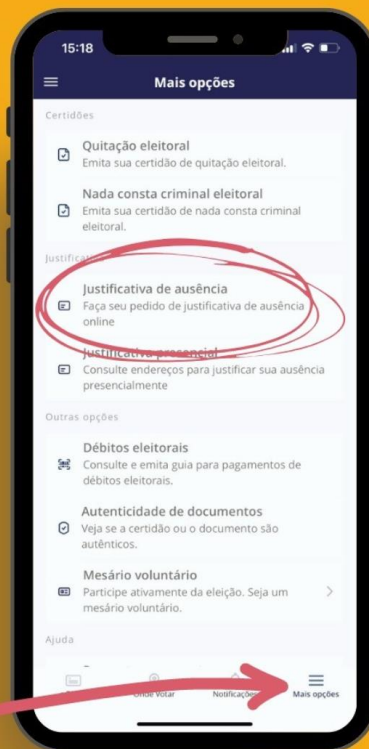 15:18
Mais opções
Certidões
Quitação eleitoral
Emita sua certidão de quitação eleitoral.
Nada consta criminal eleitoral
Emita sua certidão de nada consta criminal
eleitoral.
Justificativa
Justificativa de ausência
Faça seu pedido de justificativa de ausência
online
Justificativa presencial
Consulte endereços para justificar sua ausência
presencialmente
Outras opções
Débitos eleitorais
Consulte e emita guia para pagamentos de
débitos eleitorais.
Autenticidade de documentos
Veja se a certidão ou o documento são
autênticos.
Mesário voluntário
Participe ativamente da eleição. Seja um
mesário voluntário.
Ajuda
Onde Votar Notificações Mais opções